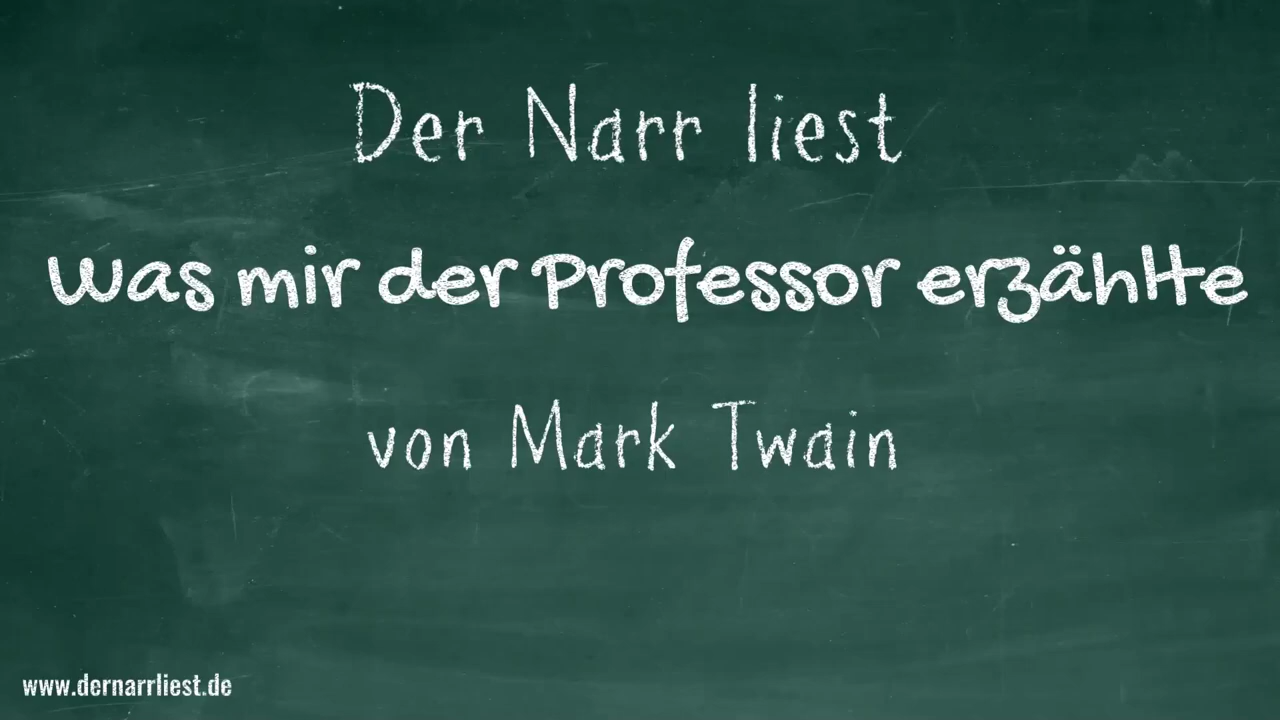 Der Narr liest
Was mir der Professor erzählte
von Mark Twain
www.dernarrliest.de